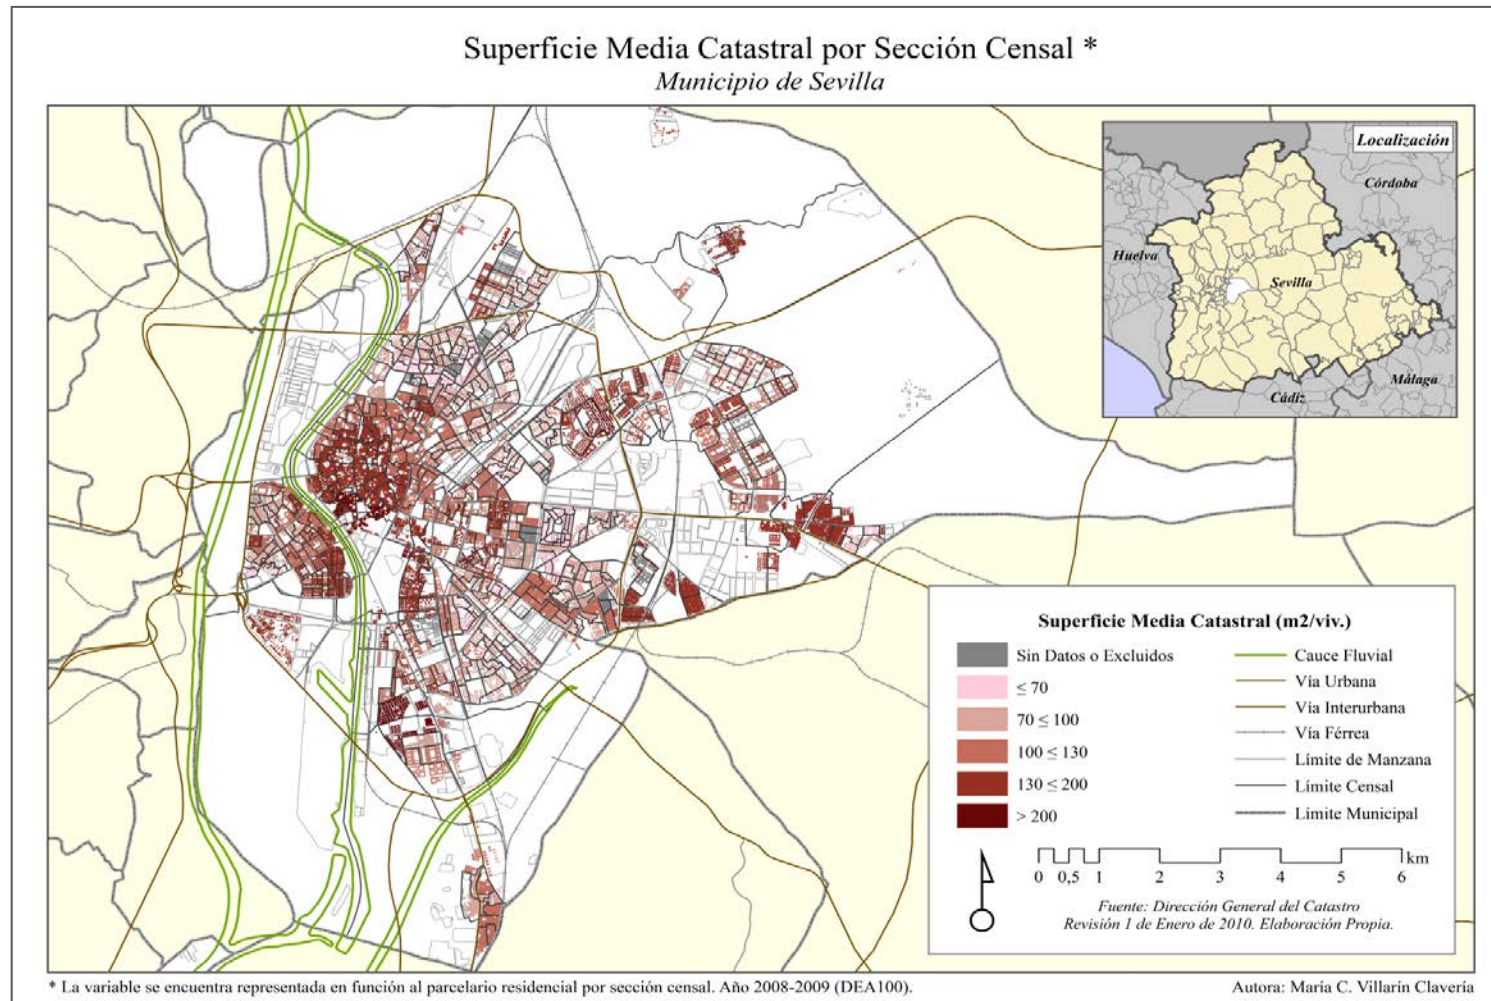 Superficie Media Catastral por Sección Censal *
Municipio de Sevilla
Localización
Córdoba
Huelva
Sevilla
Málaga
Cádiz
Superficie Media Catastral (m2/viv.)
Sin Datos o Excluidos
≤ 70
70 ≤ 100
100 ≤ 130
130 ≤ 200
> 200
Cauce Fluvial
Vía Urbana
Vía Interurbana
Vía Férrea
Límite de Manzana
Límite Censal
Límite Municipal
km
0 0,5 1 2 3 4 5 6
Fuente: Dirección General del Catastro
Revisión 1 de Enero de 2010. Elaboración Propia.
* La variable se encuentra representada en función al parcelario residencial por sección censal. Año 2008-2009 (DEA100).
Autora: María C. Villarín Clavería